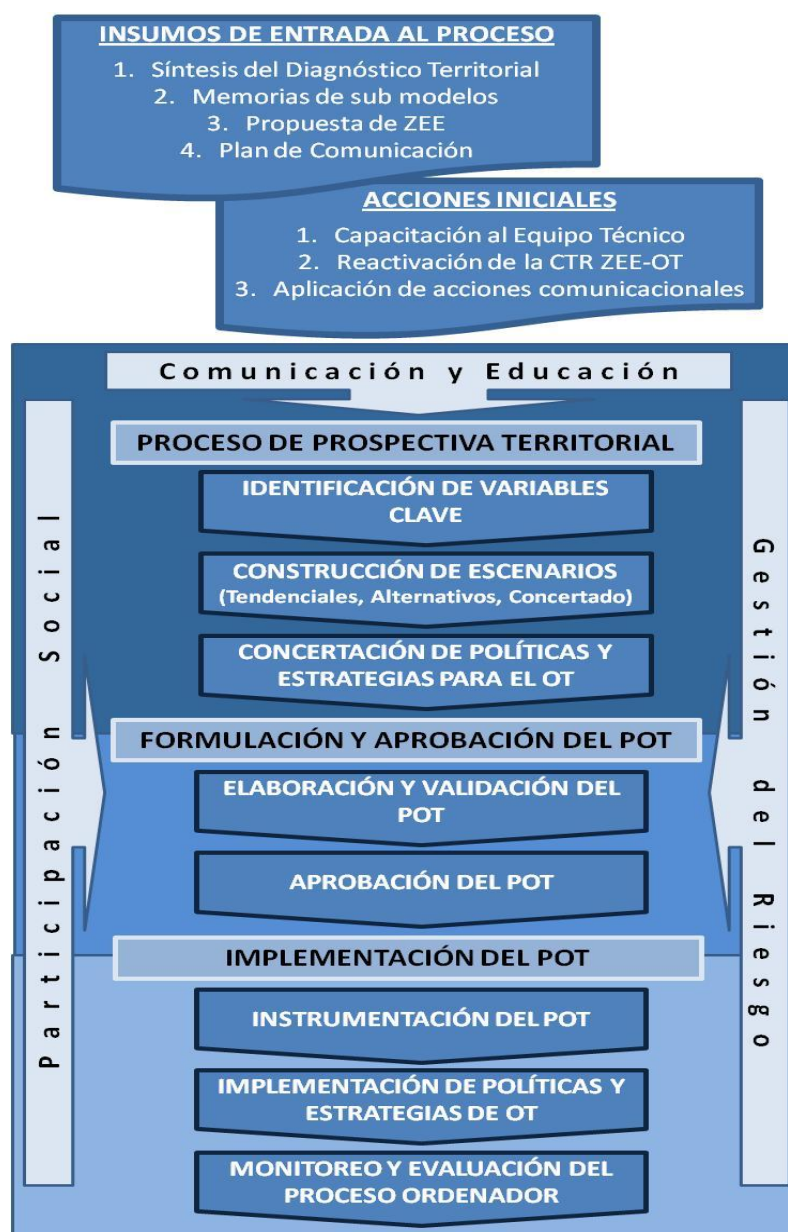 INSUMOS DE ENTRADA AL PROCESO
1. Síntesis del Diagnóstico Territorial
2. Memorias de sub modelos
3. Propuesta de ZEE
4. Plan de Comunicación
ACCIONES INICIALES
1. Capacitación al Equipo Técnico
2. Reactivación de la CTR ZEE-OT
3. Aplicación de acciones comunicacionales
Comunicación y Educación
Participación Social
PROCESO DE PROSPECTIVA TERRITORIAL
IDENTIFICACIÓN DE VARIABLES
CLAVE
CONSTRUCCIÓN DE ESCENARIOS
(Tendenciales, Alternativos, Concertado)
CONCERTACIÓN DE POLÍTICAS Y
ESTRATEGIAS PARA EL OT
FORMULACIÓN Y APROBACIÓN DEL POT
ELABORACIÓN Y VALIDACIÓN DEL
POT
APROBACIÓN DEL POT
IMPLEMENTACIÓN DEL POT
INSTRUMENTACIÓN DEL POT
IMPLEMENTACIÓN DE POLÍTICAS Y
ESTRATEGIAS DE OT
MONITOREO Y EVALUACIÓN DEL
PROCESO ORDENADOR
Gestión del Riesgo